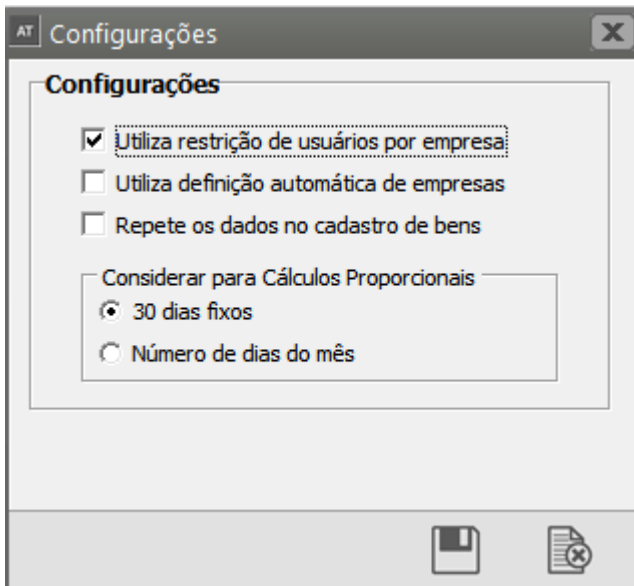 AT Configurações
Configurações
Utiliza restrição de usuários por empresa
Utiliza definição automática de empresas
Repete os dados no cadastro de bens
Considerar para Cálculos Proporcionais
30 dias fixos
Número de dias do mês